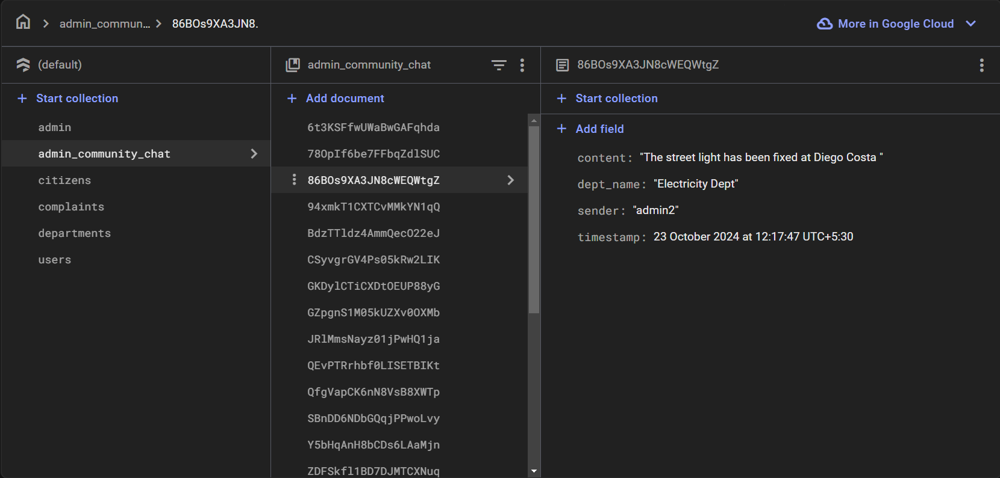 admin_commun... 86BOs9XA3JN8. More in Google Cloud
(default)
Start collection
admin
admin_community_chat
citizens
complaints
departments
users
admin_community_chat
Add document
6t3KSFfwUWaBwGAFqhda
78OpIf6be7FFbqZdlSUC
86BOs9XA3JN8cWEQWtgZ
94xmkT1CXTCvMMkYN1qQ
BdzTTldz4AmmQecO22eJ
CSyvgrGV4Ps05kRw2LIK
GKDylCTiCXDtOEUP88yG
GZpgnS1M05kUZXv0OXMb
JRlMmsNayz01jPwHQ1ja
QEvPTRrhbf0LISETBIKt
QfgVapCK6nN8VsB8XWTp
SBnDD6NDbGQqjPPwoLvy
Y5bHqAnH8bCDs6LAaMjn
ZDFSkfl1BD7DJMTCXNuq
86BOs9XA3JN8cWEQWtgZ
Start collection
Add field
content: "The street light has been fixed at Diego Costa "
dept_name: "Electricity Dept"
sender: "admin2"
timestamp: 23 October 2024 at 12:17:47 UTC+5:30